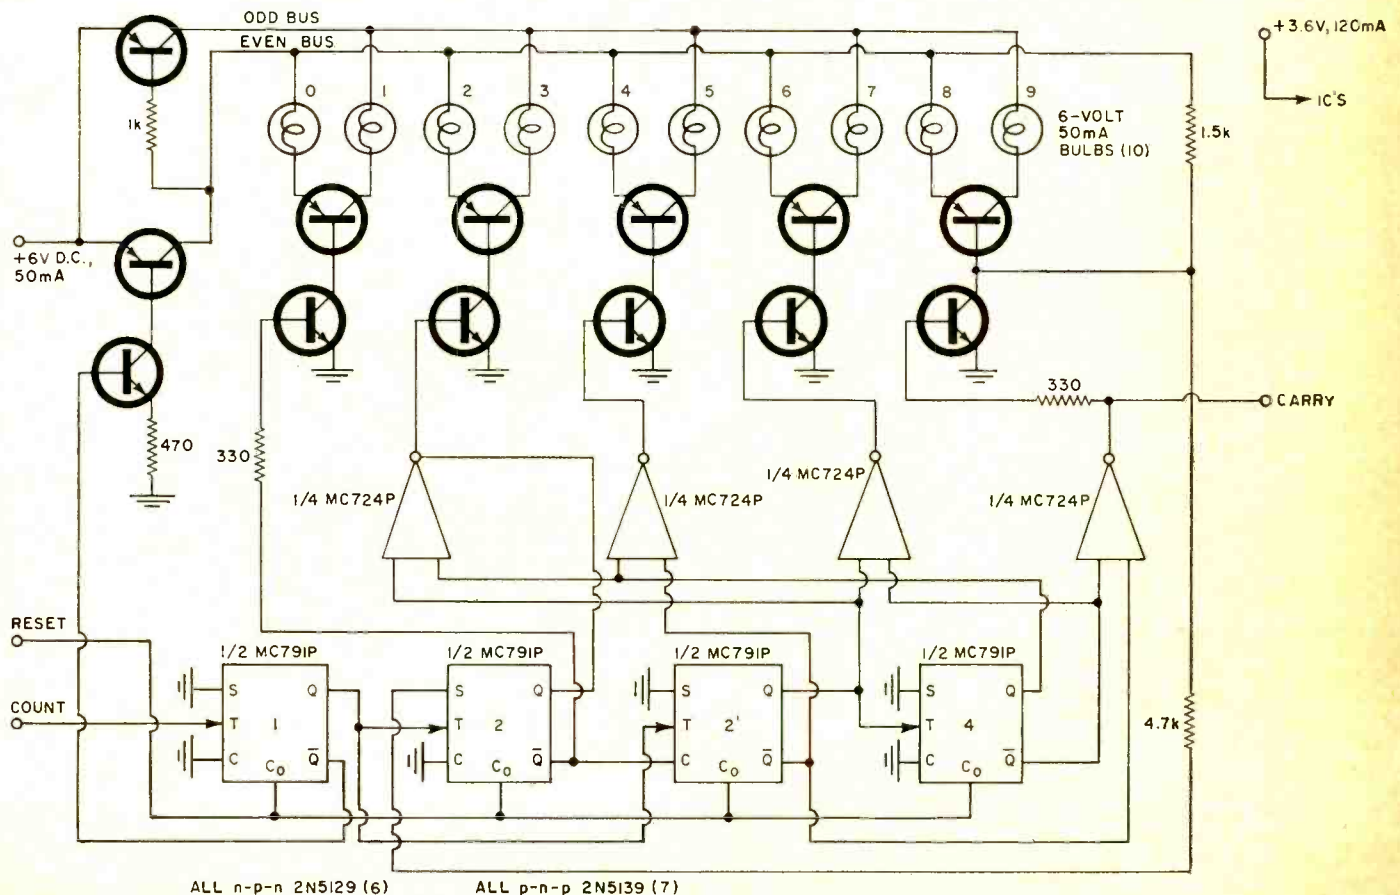 ODD BUS
EVEN BUS
+3.6V, 120mA
IC'S
0 1 2 3 4 5 6 7 8 9
1k
6-VOLT
50mA
BULBS (10)
1.5k
+6V D.C.,
50mA
470
330
330
CARRY
1/4 MC724P
1/4 MC724P
1/4 MC724P
1/4 MC724P
RESET
COUNT
1/2 MC791P
1/2 MC791P
1/2 MC791P
1/2 MC791P
S Q
T 1
C Q̅
C₀
S Q
T 2
C Q̅
C₀
S Q
T 2'
C Q̅
C₀
S Q
T 4
C Q̅
C₀
4.7k
ALL n-p-n 2N5129 (6)
ALL p-n-p 2N5139 (7)